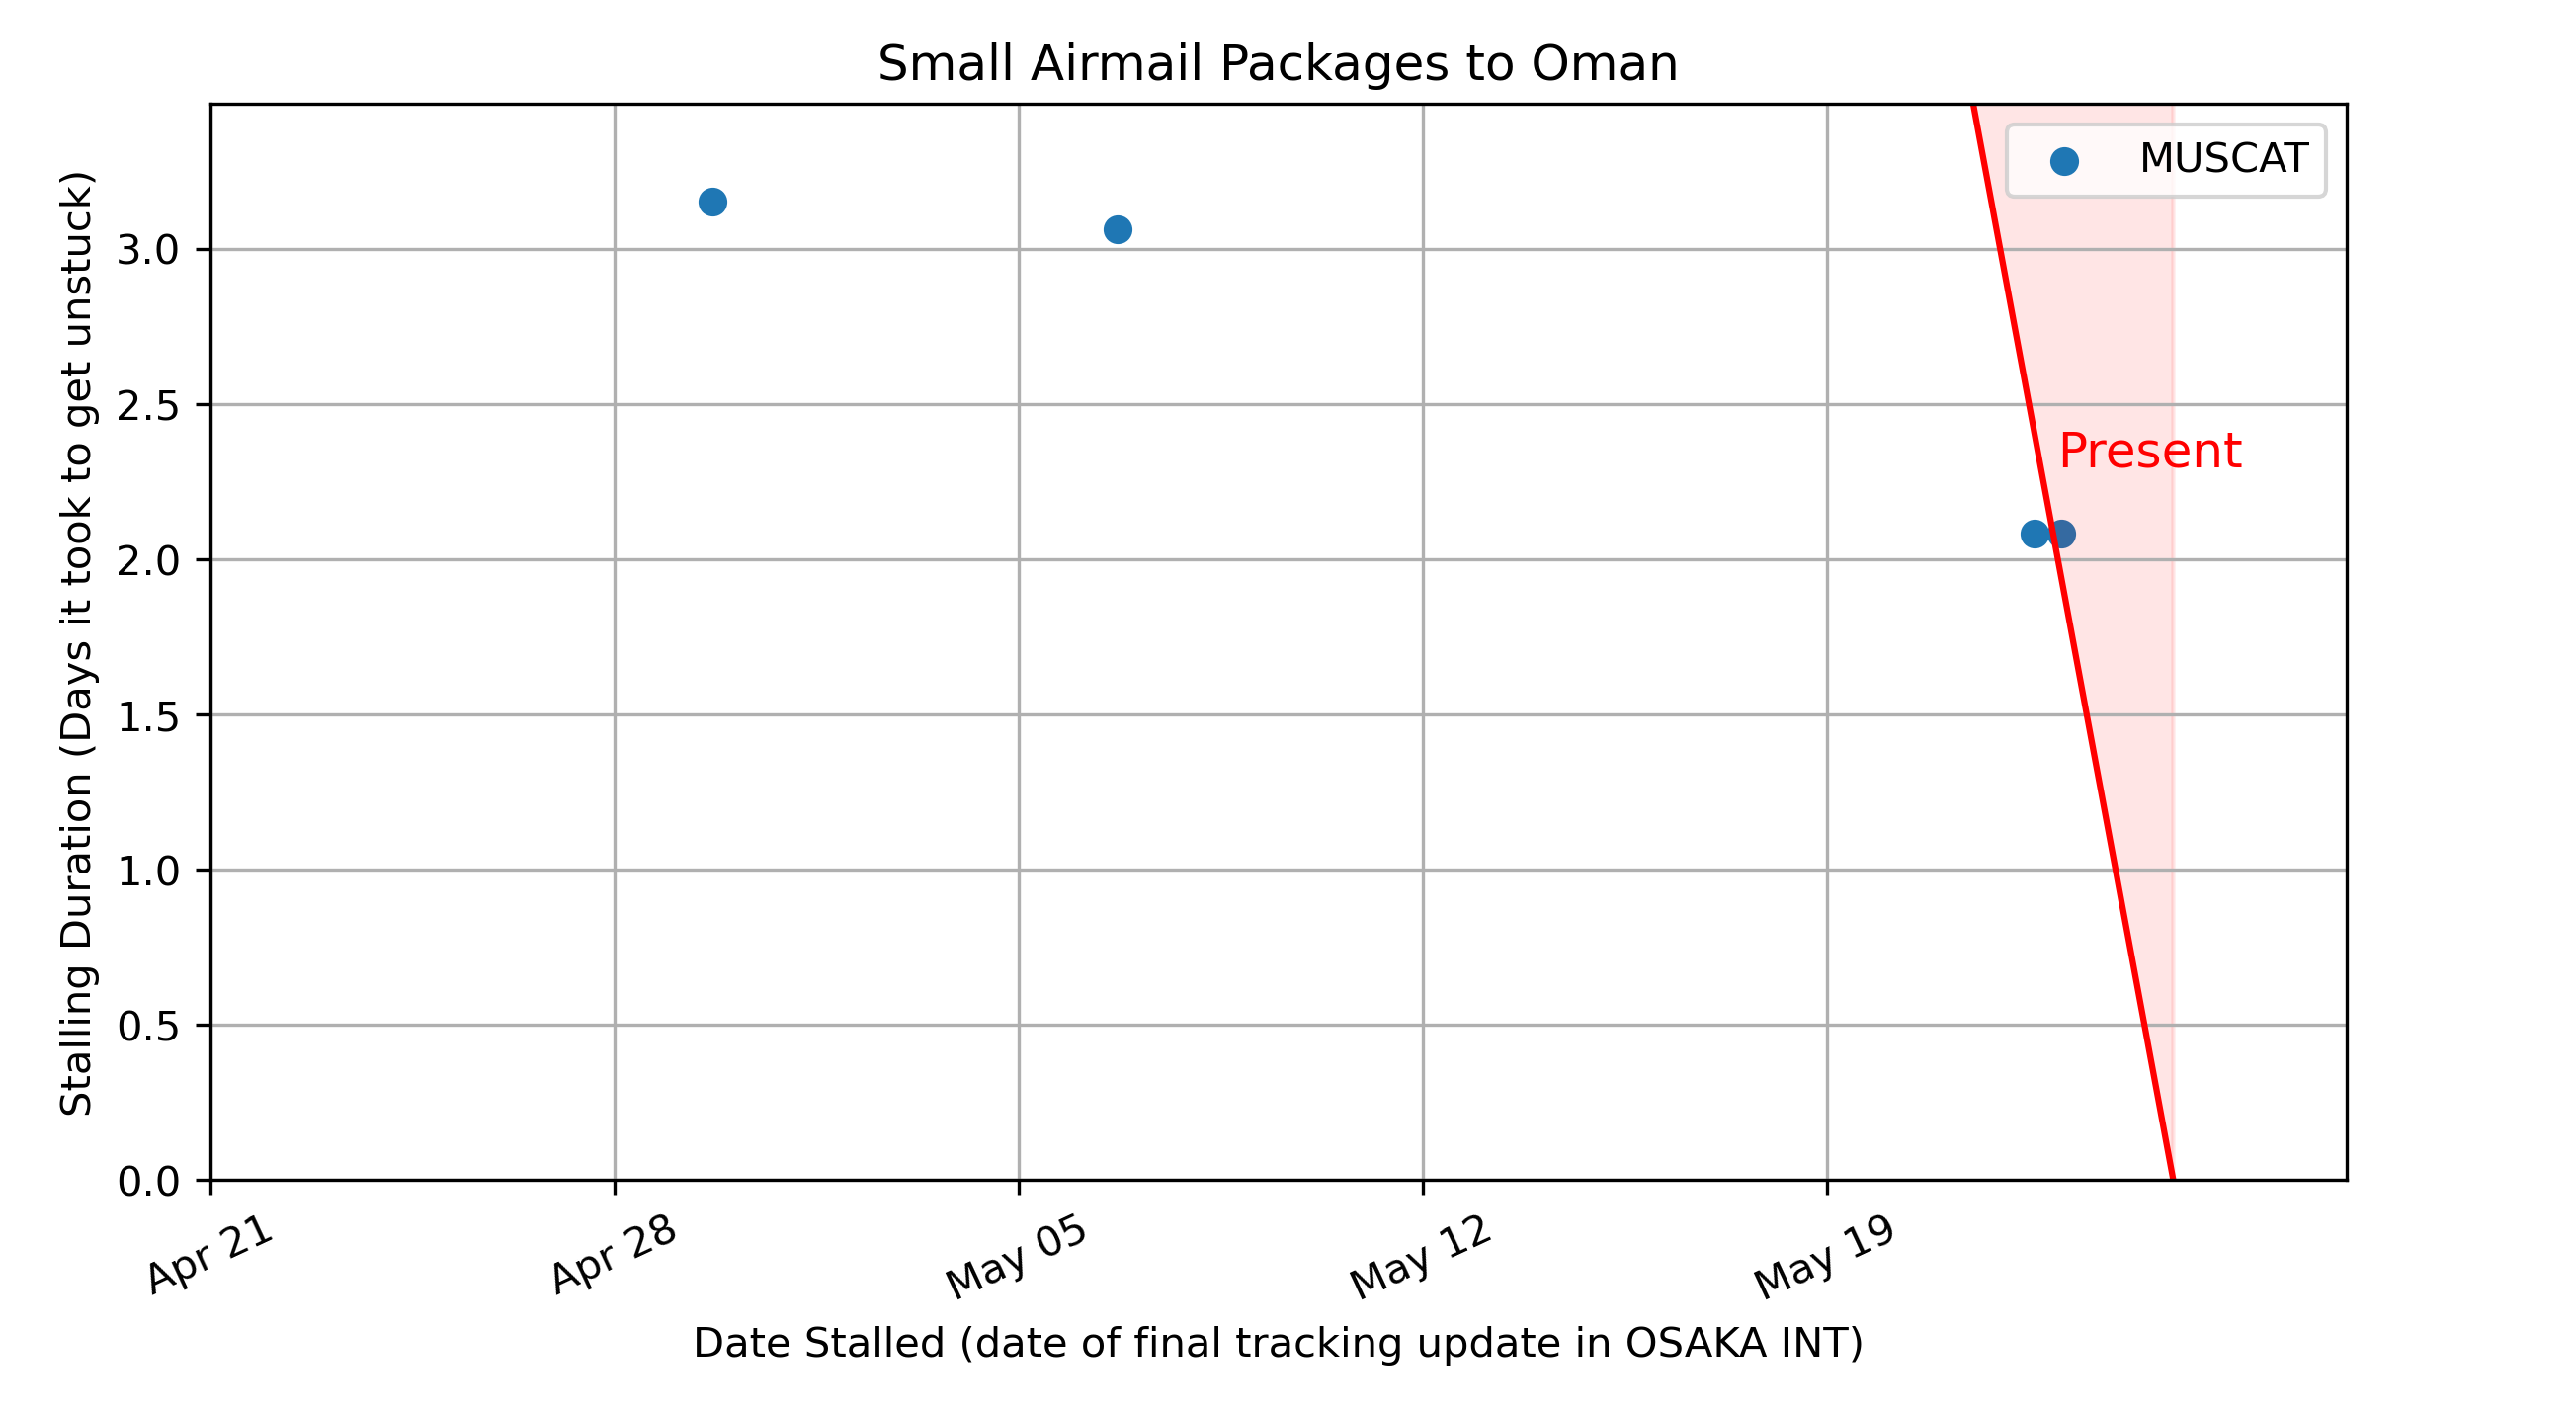 Small Airmail Packages to Oman
MUSCAT
Present
Stalling Duration (Days it took to get unstuck)
3.0
2.5
2.0
1.5
1.0
0.5
0.0
Apr 21
Apr 28
May 05
May 12
May 19
Date Stalled (date of final tracking update in OSAKA INT)